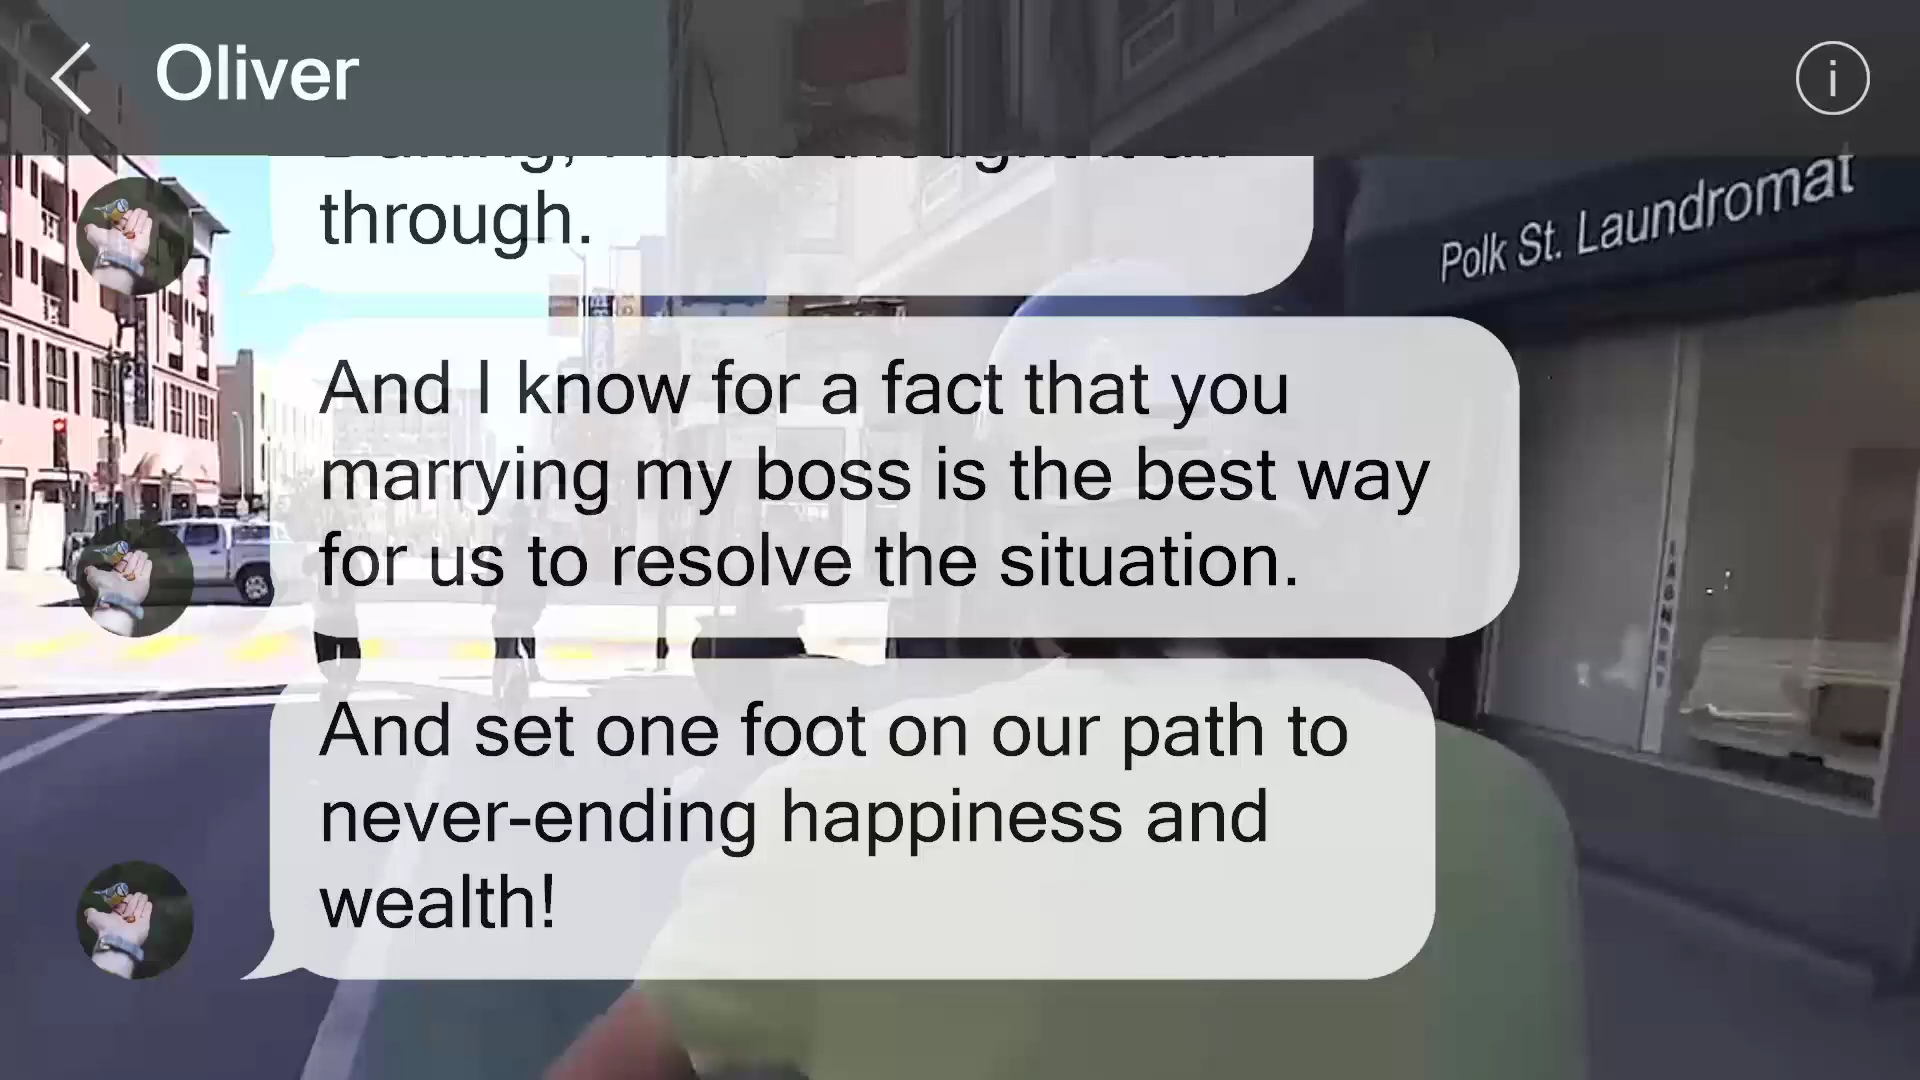 Oliver
through.
And I know for a fact that you
marrying my boss is the best way
for us to resolve the situation.
And set one foot on our path to
never-ending happiness and
wealth!
Polk St. Laundromat